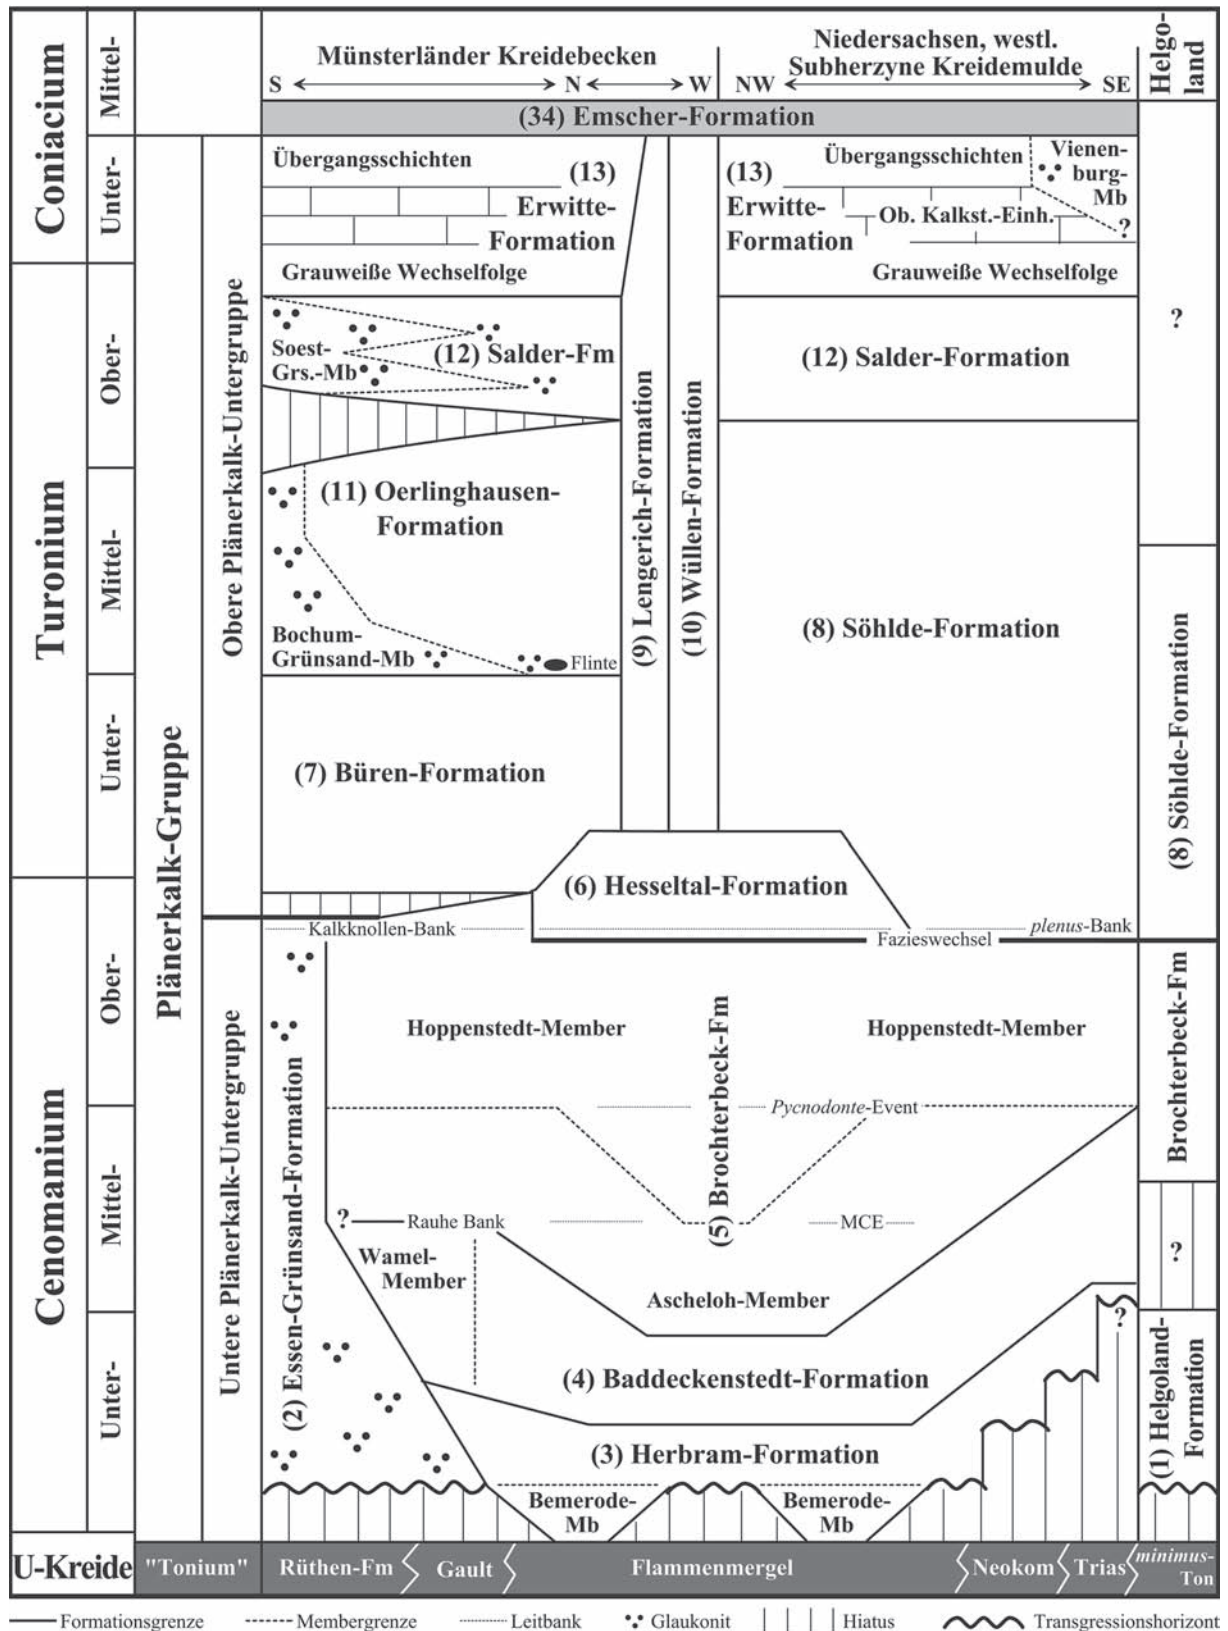 Coniacium
Turonium
Cenomanium
U-Kreide
Mittel-
Unter-
Ober-
Mittel-
Unter-
Ober-
Mittel-
Unter-
"Tonium"
Plänerkalk-Gruppe
Obere Plänerkalk-Untergruppe
Untere Plänerkalk-Untergruppe
Münsterländer Kreidebecken
S N W
Niedersachsen, westl.
Subherzyne Kreidemulde
NW SE
Helgo-
land
(34) Emscher-Formation
Übergangsschichten
(13)
Erwitte-
Formation
Grauweiße Wechselfolge
(13)
Erwitte-
Formation
Übergangsschichten
Vienen-
burg-
Mb
Ob. Kalkst.-Einh.
?
Grauweiße Wechselfolge
?
Soest-
Grs.-Mb
(12) Salder-Fm
(12) Salder-Formation
(11) Oerlinghausen-
Formation
Bochum-
Grünsand-Mb
Flinte
(9) Lengerich-Formation
(10) Wüllen-Formation
(8) Söhlde-Formation
(8) Söhlde-Formation
(7) Büren-Formation
(6) Hesseltal-Formation
Kalkknollen-Bank
plenus-Bank
Fazieswechsel
(2) Essen-Grünsand-Formation
Hoppenstedt-Member
(5) Brochterbeck-Fm
Hoppenstedt-Member
Brochterbeck-Fm
Pycnodonte-Event
?
Rauhe Bank
MCE
Wamel-
Member
?
Ascheloh-Member
?
(4) Baddeckenstedt-Formation
(3) Herbram-Formation
(1) Helgoland-
Formation
Bemerode-
Mb
Bemerode-
Mb
Rüthen-Fm
Gault
Flammenmergel
Neokom
Trias
minimus-
Ton
Formationsgrenze
Membergrenze
Leitbank
Glaukonit
Hiatus
Transgressionshorizont